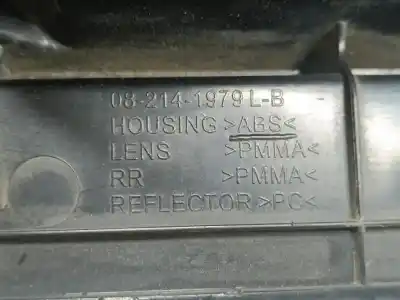 08-214-1979 L-B
HOUSING >ABS<
LENS >PMMA<
RR >PMMA<
REFLECTOR >PC<